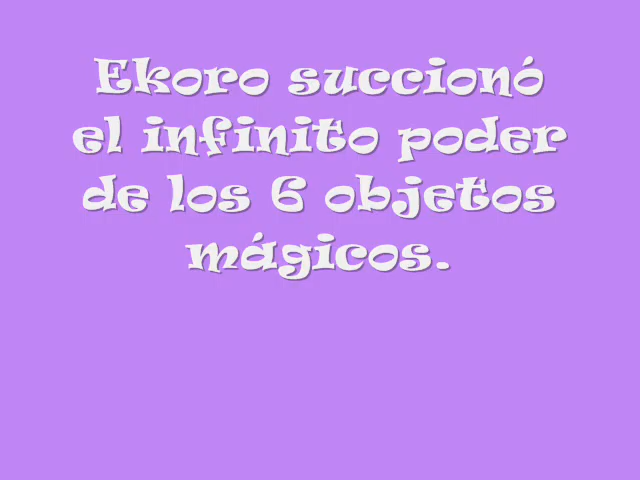 Ekoro succionó
el infinito poder
de los 6 objetos
mágicos.